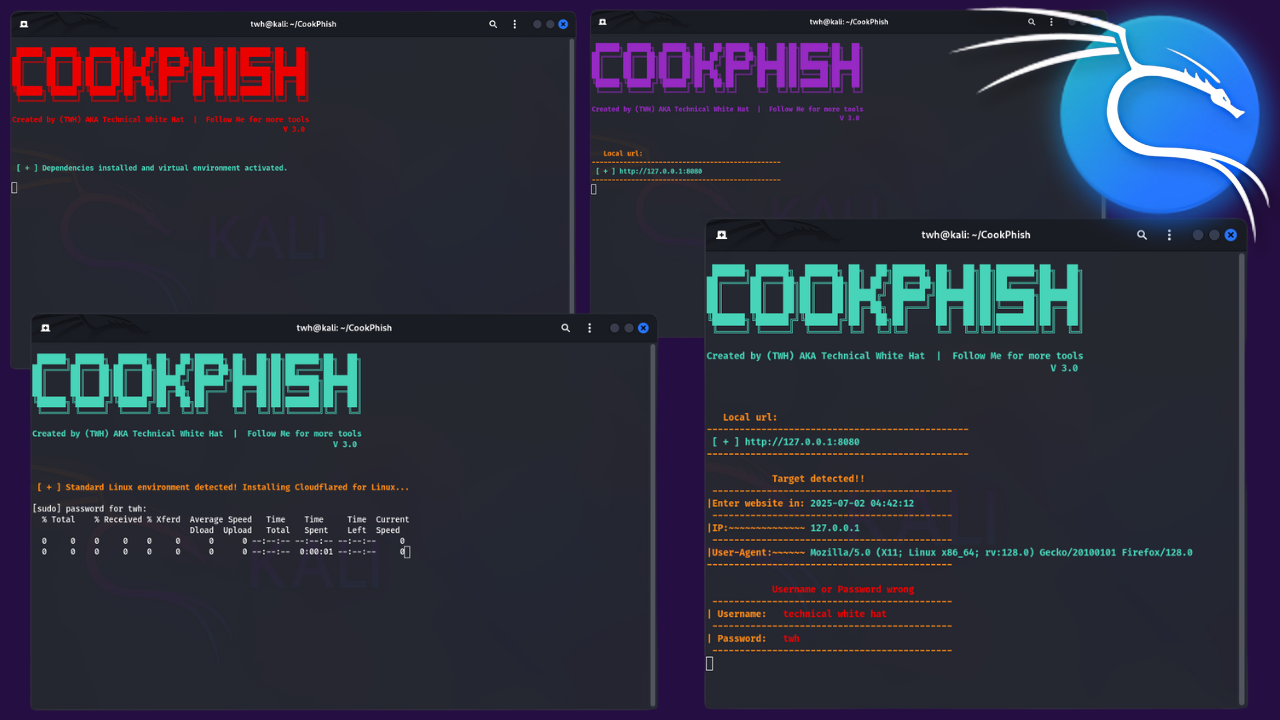 twh@kali: ~/CookPhish
COOKPHISH
Created by (TWH) AKA Technical White Hat | Follow Me for more tools
V 3.0
[ + ] Dependencies installed and virtual environment activated.
KALI
twh@kali: ~/CookPhish
COOKPHISH
Created by (TWH) AKA Technical White Hat | Follow Me for more tools
V 3.0
Local url:
[ + ] http://127.0.0.1:8080
twh@kali: ~/CookPhish
COOKPHISH
Created by (TWH) AKA Technical White Hat | Follow Me for more tools
V 3.0
[ + ] Standard Linux environment detected! Installing Cloudflared for Linux...
[sudo] password for twh:
% Total % Received % Xferd Average Speed Time Time Time Current
Dload Upload Total Spent Left Speed
0 0 0 0 0 0 0 0 --:--:-- --:--:-- --:--:-- 0
0 0 0 0 0 0 0 0 --:--:-- 0:00:01 --:--:-- 0
KALI
twh@kali: ~/CookPhish
COOKPHISH
Created by (TWH) AKA Technical White Hat | Follow Me for more tools
V 3.0
Local url:
--------------------------------------------
[ + ] http://127.0.0.1:8080
Target detected!!
|Enter website in: 2025-07-02 04:42:12
|IP:~~~~~~~~~~~~~~ 127.0.0.1
|User-Agent:~~~~~~ Mozilla/5.0 (X11; Linux x86_64; rv:128.0) Gecko/20100101 Firefox/128.0
Username or Password wrong
| Username: technical white hat
| Password: twh